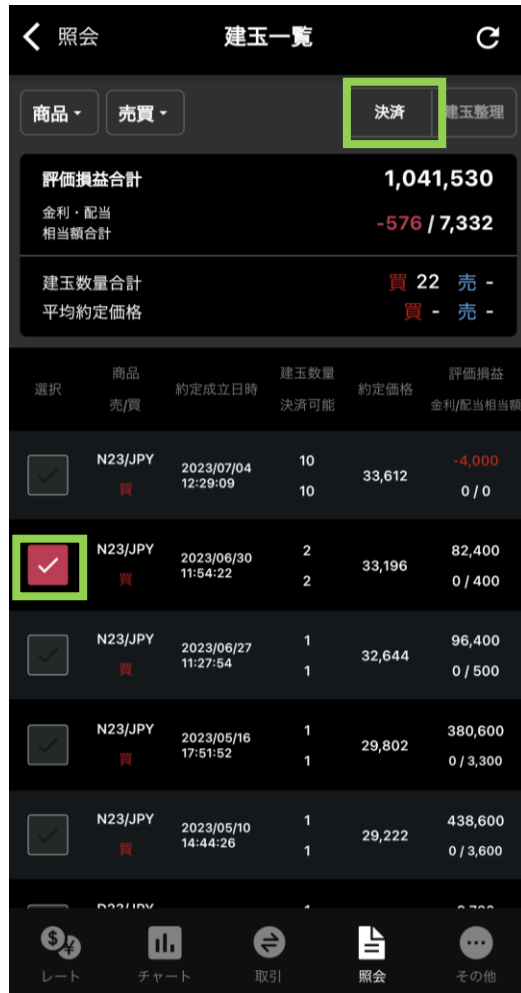 照会
建玉一覧
商品
売買
決済
建玉整理
評価損益合計
1,041,530
金利・配当
相当額合計
-576 / 7,332
建玉数量合計
買 22 売 -
平均約定価格
買 - 売 -
選択
商品
売/買
約定成立日時
建玉数量
決済可能
約定価格
評価損益
金利/配当相当額
N23/JPY
買
2023/07/04
12:29:09
10
10
33,612
-4,000
0 / 0
N23/JPY
買
2023/06/30
11:54:22
2
2
33,196
82,400
0 / 400
N23/JPY
買
2023/06/27
11:27:54
1
1
32,644
96,400
0 / 500
N23/JPY
買
2023/05/16
17:51:52
1
1
29,802
380,600
0 / 3,300
N23/JPY
買
2023/05/10
14:44:26
1
1
29,222
438,600
0 / 3,600
レート
チャート
取引
照会
その他